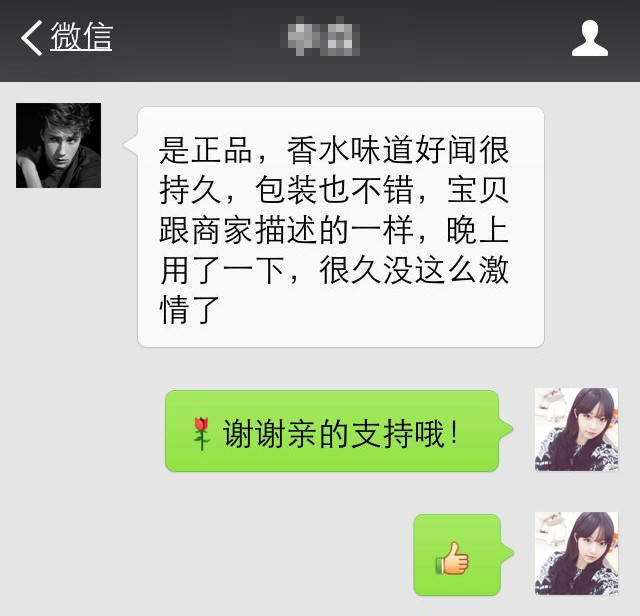 微信
是正品，香水味道好闻很
持久，包装也不错，宝贝
跟商家描述的一样，晚上
用了一下，很久没这么激
情了
🌹谢谢亲的支持哦！
👍